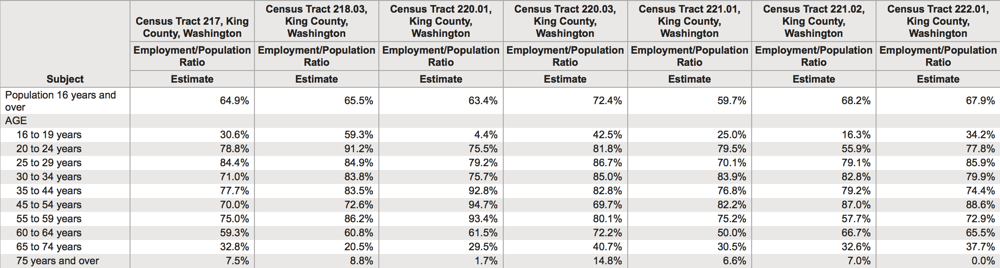 Subject	Census Tract 217, King County, Washington	Census Tract 218.03, King County, Washington	Census Tract 220.01, King County, Washington	Census Tract 220.03, King County, Washington	Census Tract 221.01, King County, Washington	Census Tract 221.02, King County, Washington	Census Tract 222.01, King County, Washington
Employment/Population Ratio	Employment/Population Ratio	Employment/Population Ratio	Employment/Population Ratio	Employment/Population Ratio	Employment/Population Ratio	Employment/Population Ratio
Estimate	Estimate	Estimate	Estimate	Estimate	Estimate	Estimate
Population 16 years and over	64.9%	65.5%	63.4%	72.4%	59.7%	68.2%	67.9%
AGE
16 to 19 years	30.6%	59.3%	4.4%	42.5%	25.0%	16.3%	34.2%
20 to 24 years	78.8%	91.2%	75.5%	81.8%	79.5%	55.9%	77.8%
25 to 29 years	84.4%	84.9%	79.2%	86.7%	70.1%	79.1%	85.9%
30 to 34 years	71.0%	83.8%	75.7%	85.0%	83.9%	82.8%	79.9%
35 to 44 years	77.7%	83.5%	92.8%	82.8%	76.8%	79.2%	74.4%
45 to 54 years	70.0%	72.6%	94.7%	69.7%	82.2%	87.0%	88.6%
55 to 59 years	75.0%	86.2%	93.4%	80.1%	75.2%	57.7%	72.9%
60 to 64 years	59.3%	60.8%	61.5%	72.2%	50.0%	66.7%	65.5%
65 to 74 years	32.8%	20.5%	29.5%	40.7%	30.5%	32.6%	37.7%
75 years and over	7.5%	8.8%	1.7%	14.8%	6.6%	7.0%	0.0%